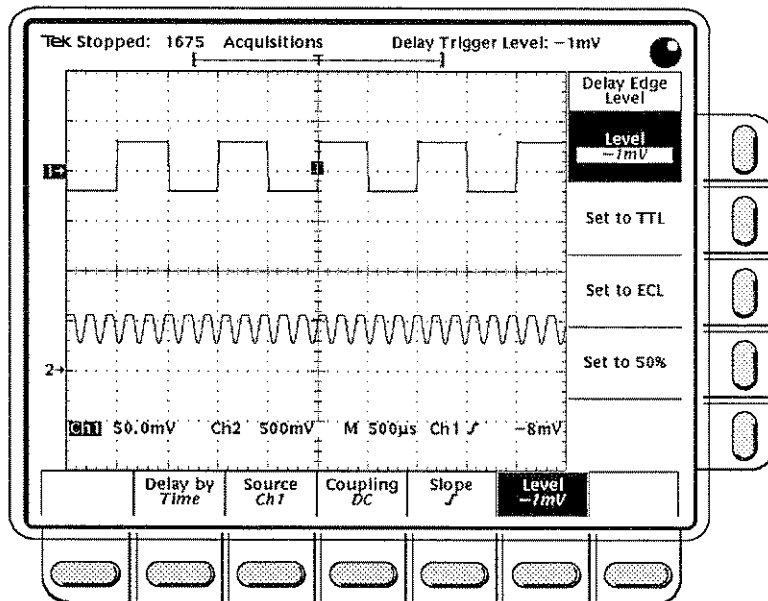 Tek Stopped: 1675 Acquisitions Delay Trigger Level: -1mV
Delay Edge
Level
Level
-1mV
1→
Set to TTL
Set to ECL
Set to 50%
2→
Ch1 50.0mV Ch2 500mV M 500µs Ch1 -8mV
Delay by
Time
Source
Ch1
Coupling
DC
Slope
Level
-1mV